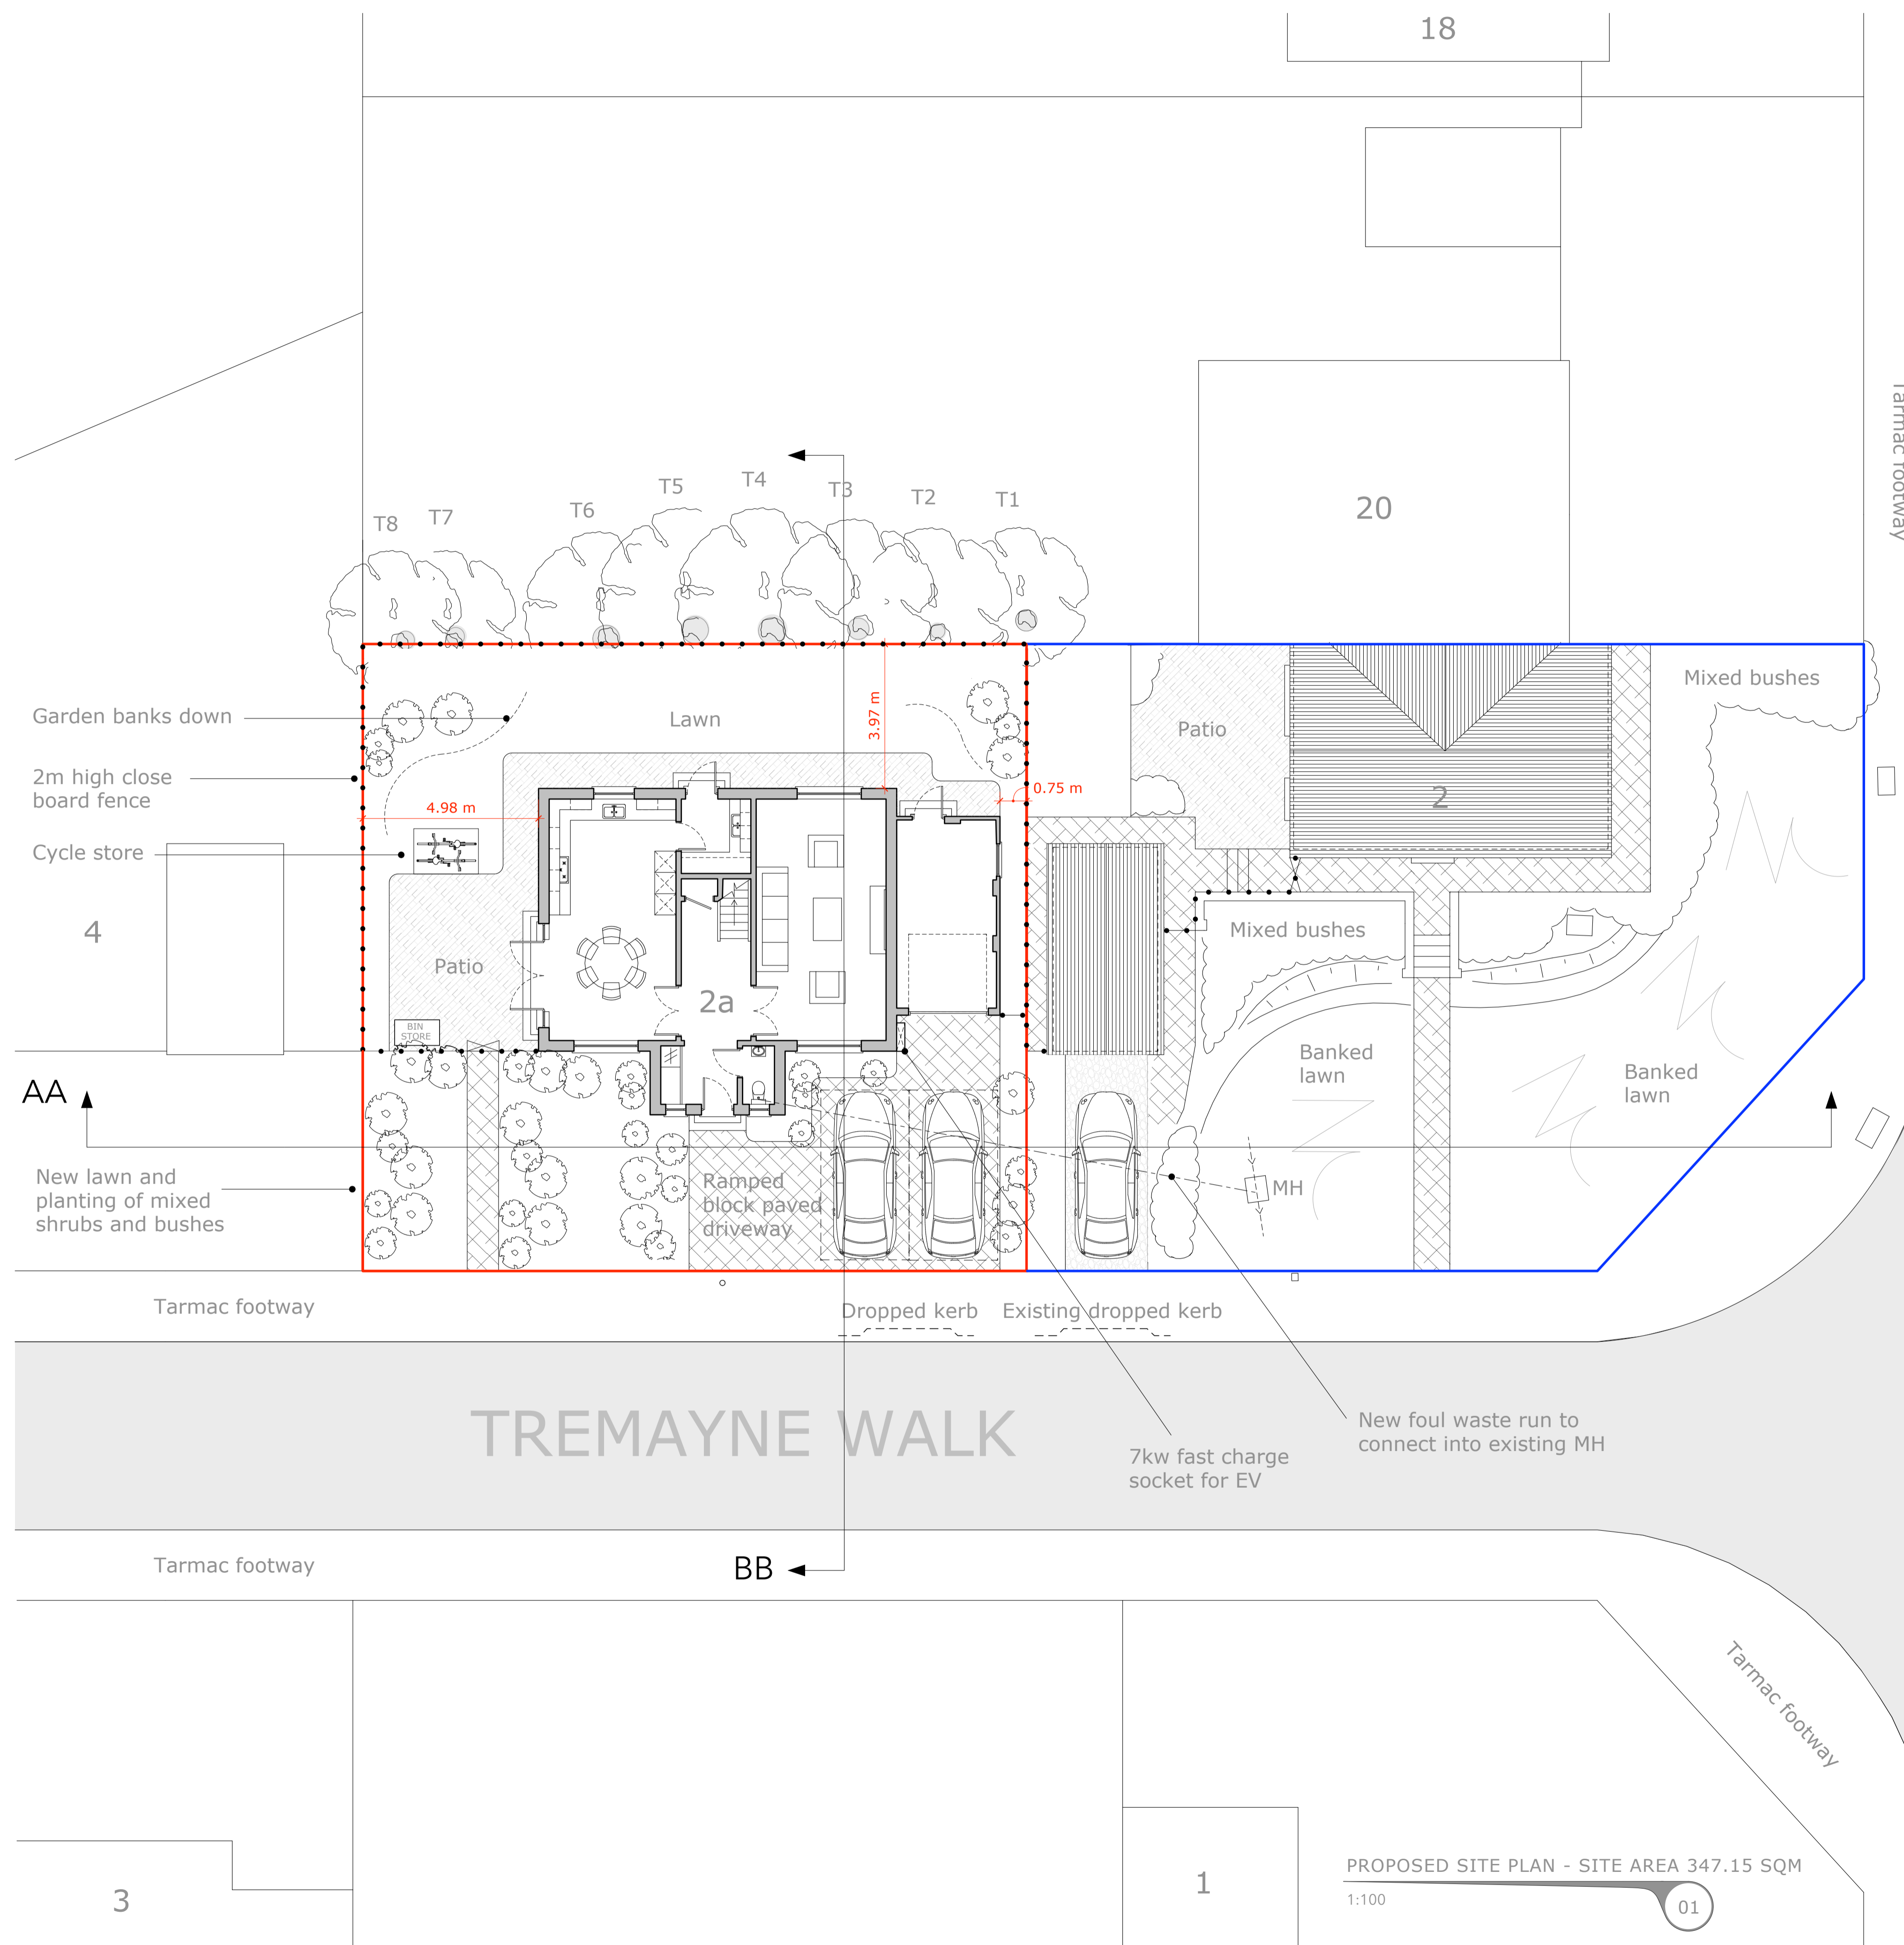 18
Tarmac footway
20
T8
T7
T6
T5
T4
T3
T2
T1
Garden banks down
2m high close
board fence
Cycle store
4
Lawn
3.97 m
4.98 m
0.75 m
Patio
Mixed bushes
2
Patio
BIN
STORE
2a
Mixed bushes
Banked
lawn
Banked
lawn
AA
New lawn and
planting of mixed
shrubs and bushes
Ramped
block paved
driveway
MH
Tarmac footway
Dropped kerb
Existing dropped kerb
TREMAYNE WALK
7kw fast charge
socket for EV
New foul waste run to
connect into existing MH
Tarmac footway
BB
Tarmac footway
3
1
PROPOSED SITE PLAN - SITE AREA 347.15 SQM
1:100
01